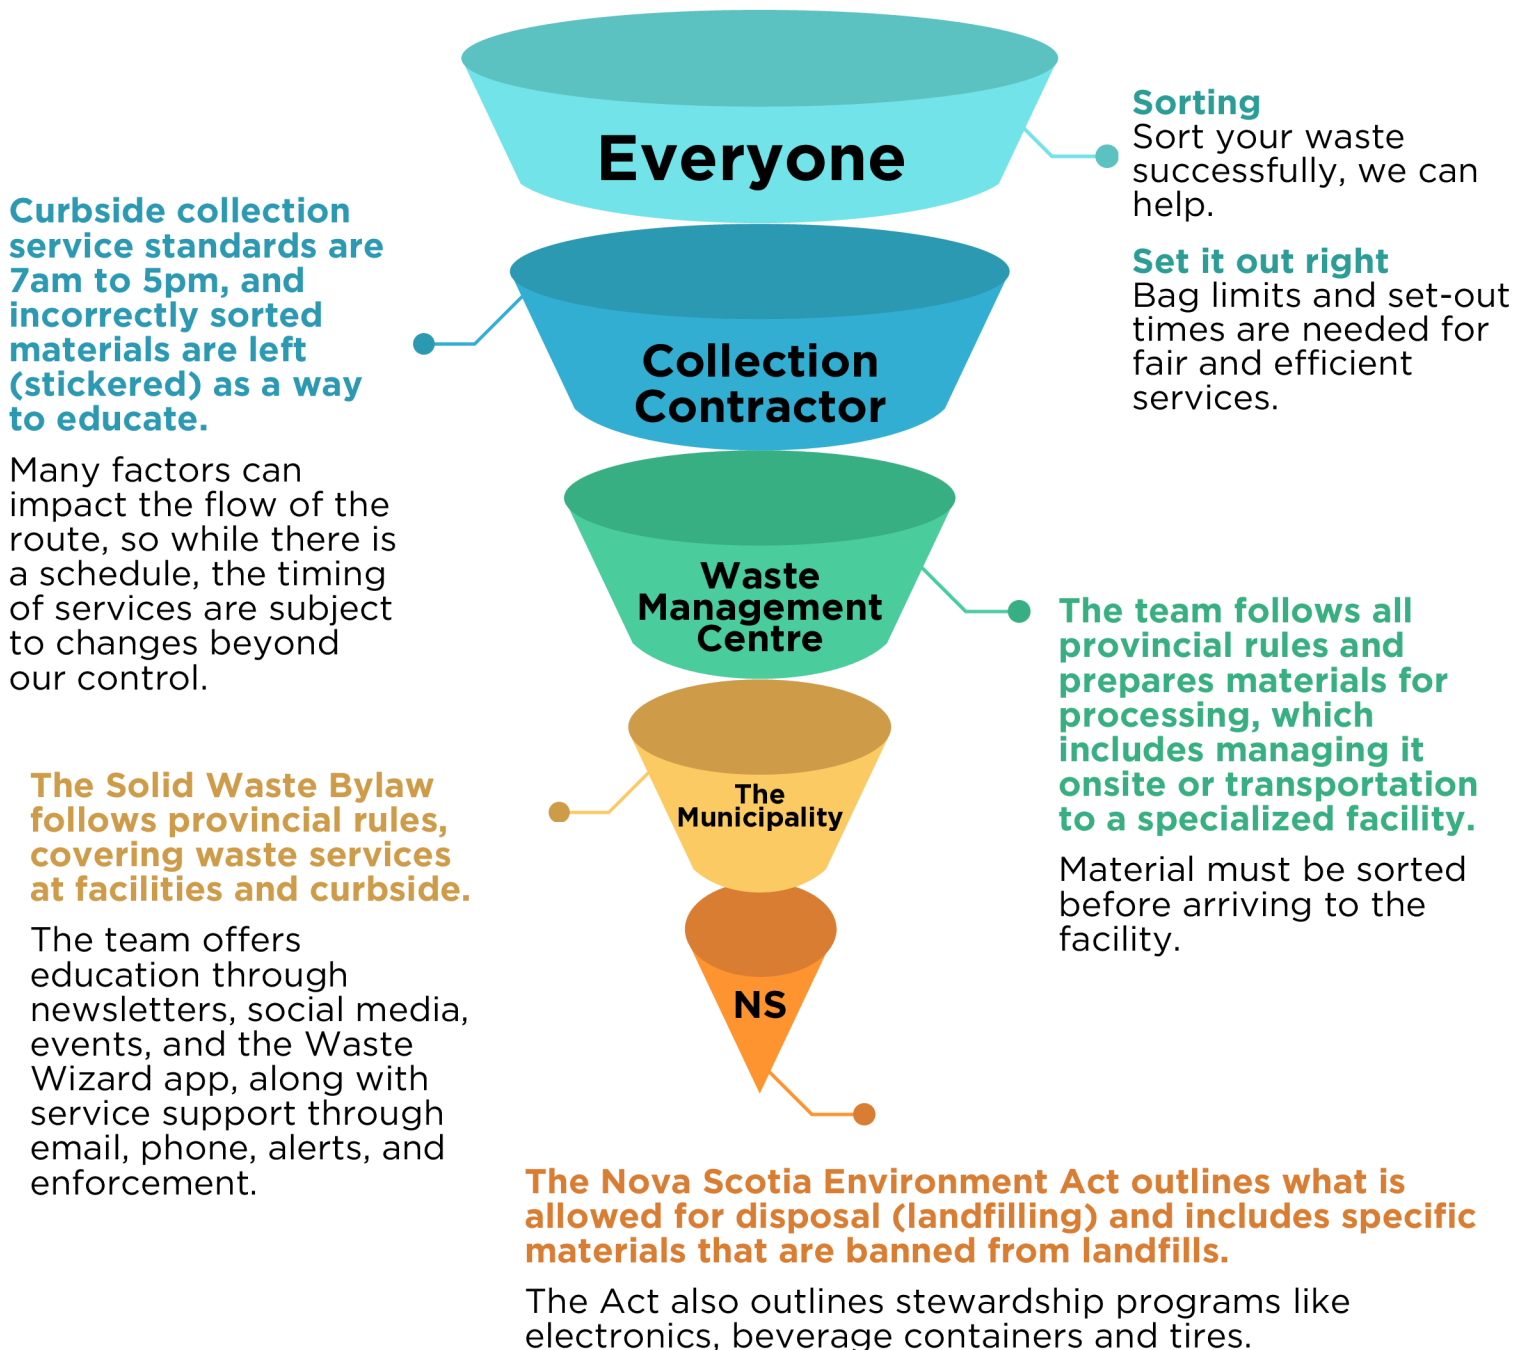 Everyone
Sorting
Sort your waste
successfully, we can
help.
Set it out right
Bag limits and set-out
times are needed for
fair and efficient
services.
Curbside collection
service standards are
7am to 5pm, and
incorrectly sorted
materials are left
(stickered) as a way
to educate.
Many factors can
impact the flow of the
route, so while there is
a schedule, the timing
of services are subject
to changes beyond
our control.
Collection
Contractor
Waste
Management
Centre
The team follows all
provincial rules and
prepares materials for
processing, which
includes managing it
onsite or transportation
to a specialized facility.
Material must be sorted
before arriving to the
facility.
The
Municipality
The Solid Waste Bylaw
follows provincial rules,
covering waste services
at facilities and curbside.
The team offers
education through
newsletters, social media,
events, and the Waste
Wizard app, along with
service support through
email, phone, alerts, and
enforcement.
NS
The Nova Scotia Environment Act outlines what is
allowed for disposal (landfilling) and includes specific
materials that are banned from landfills.
The Act also outlines stewardship programs like
electronics, beverage containers and tires.